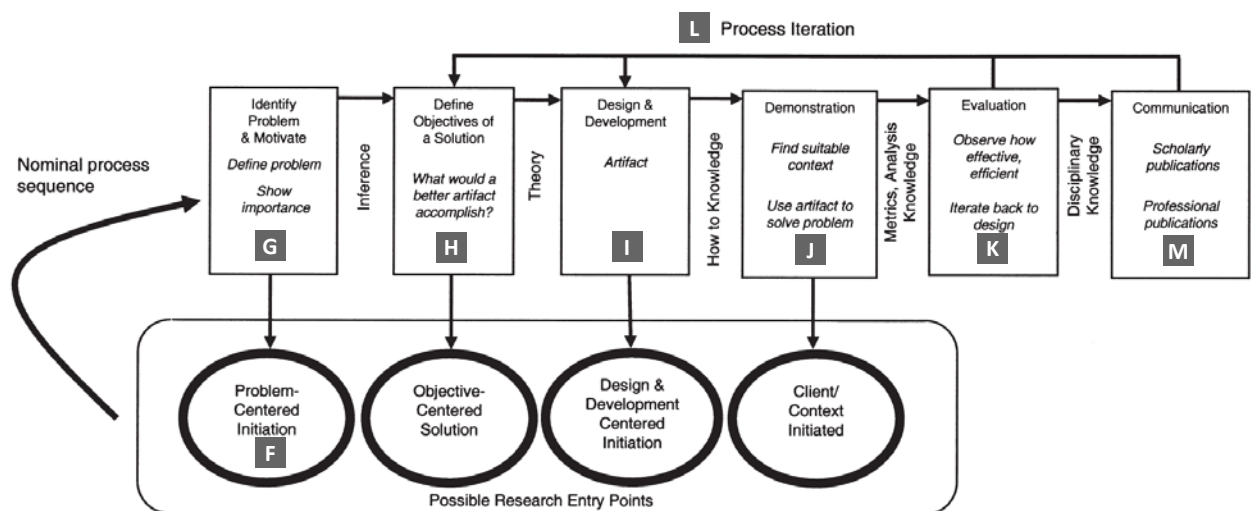 L Process Iteration
Nominal process
sequence
Identify
Problem
& Motivate
Define problem
Show
importance
G
Inference
Define
Objectives of
a Solution
What would a
better artifact
accomplish?
H
Theory
Design &
Development
Artifact
I
How to Knowledge
Demonstration
Find suitable
context
Use artifact to
solve problem
J
Metrics, Analysis
Knowledge
Evaluation
Observe how
effective,
efficient
Iterate back to
design
K
Disciplinary
Knowledge
Communication
Scholarly
publications
Professional
publications
M
Problem-
Centered
Initiation
F
Objective-
Centered
Solution
Design &
Development
Centered
Initiation
Client/
Context
Initiated
Possible Research Entry Points